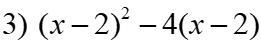 3) (x − 2)² − 4(x − 2)